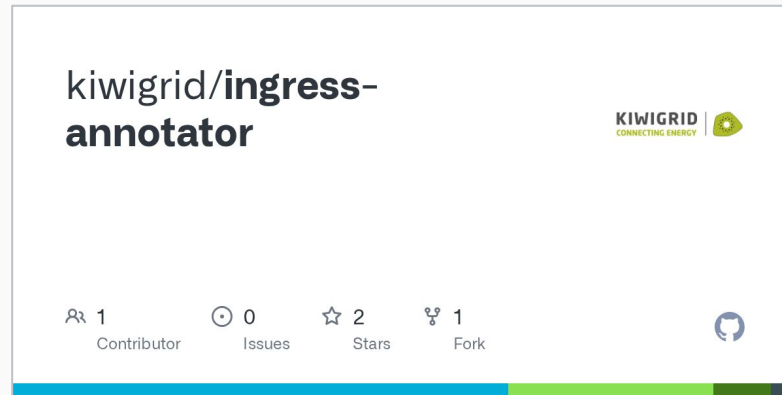 kiwigrid/ingress-
annotator
KIWIGRID
CONNECTING ENERGY
1
Contributor
0
Issues
2
Stars
1
Fork